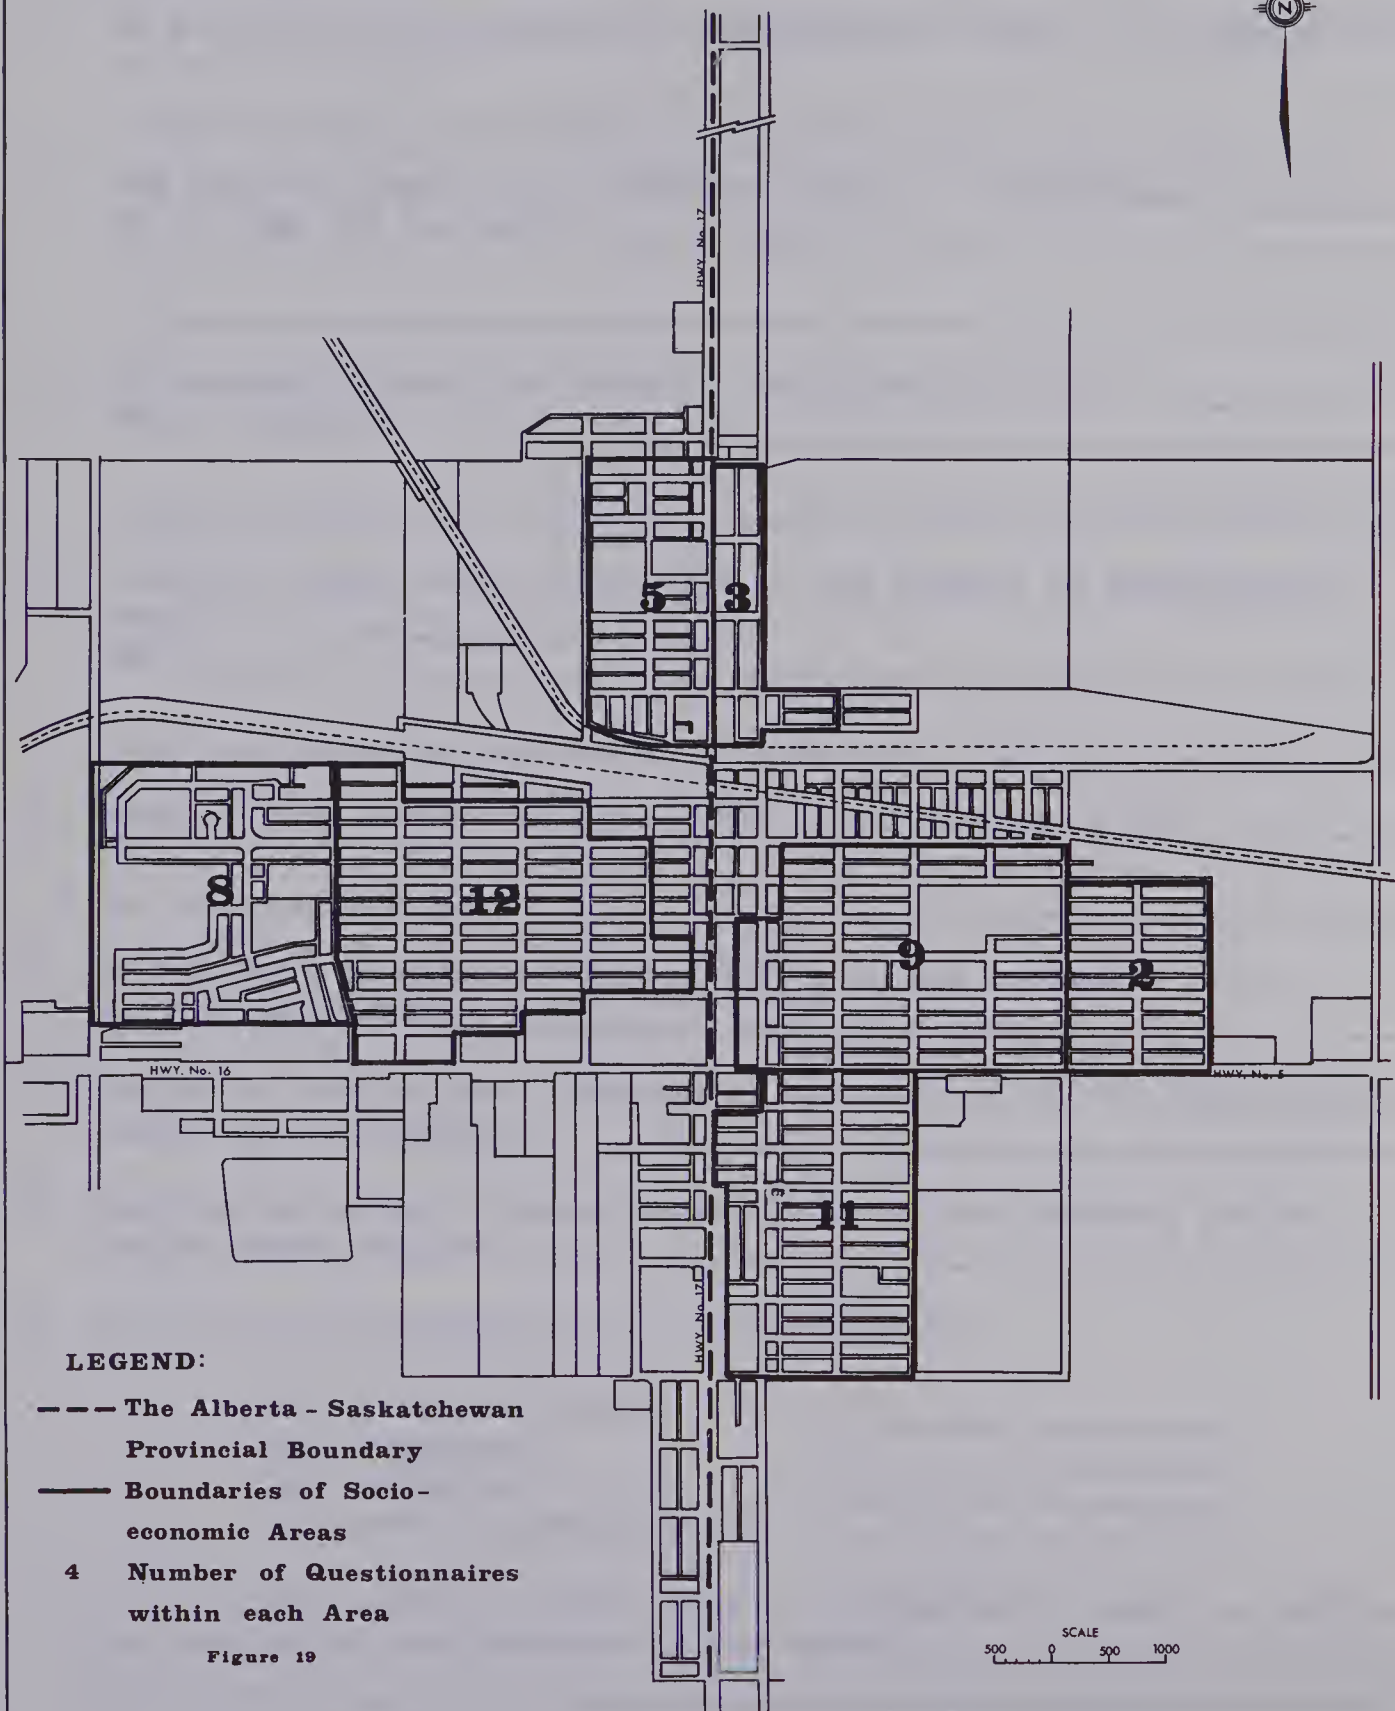 N
HWY. No. 17
5
3
8
12
9
2
HWY. No. 16
HWY. No. 5
11
HWY. No. 17
LEGEND:
The Alberta - Saskatchewan
Provincial Boundary
Boundaries of Socio-
economic Areas
4 Number of Questionnaires
within each Area
Figure 19
SCALE
500 0 500 1000